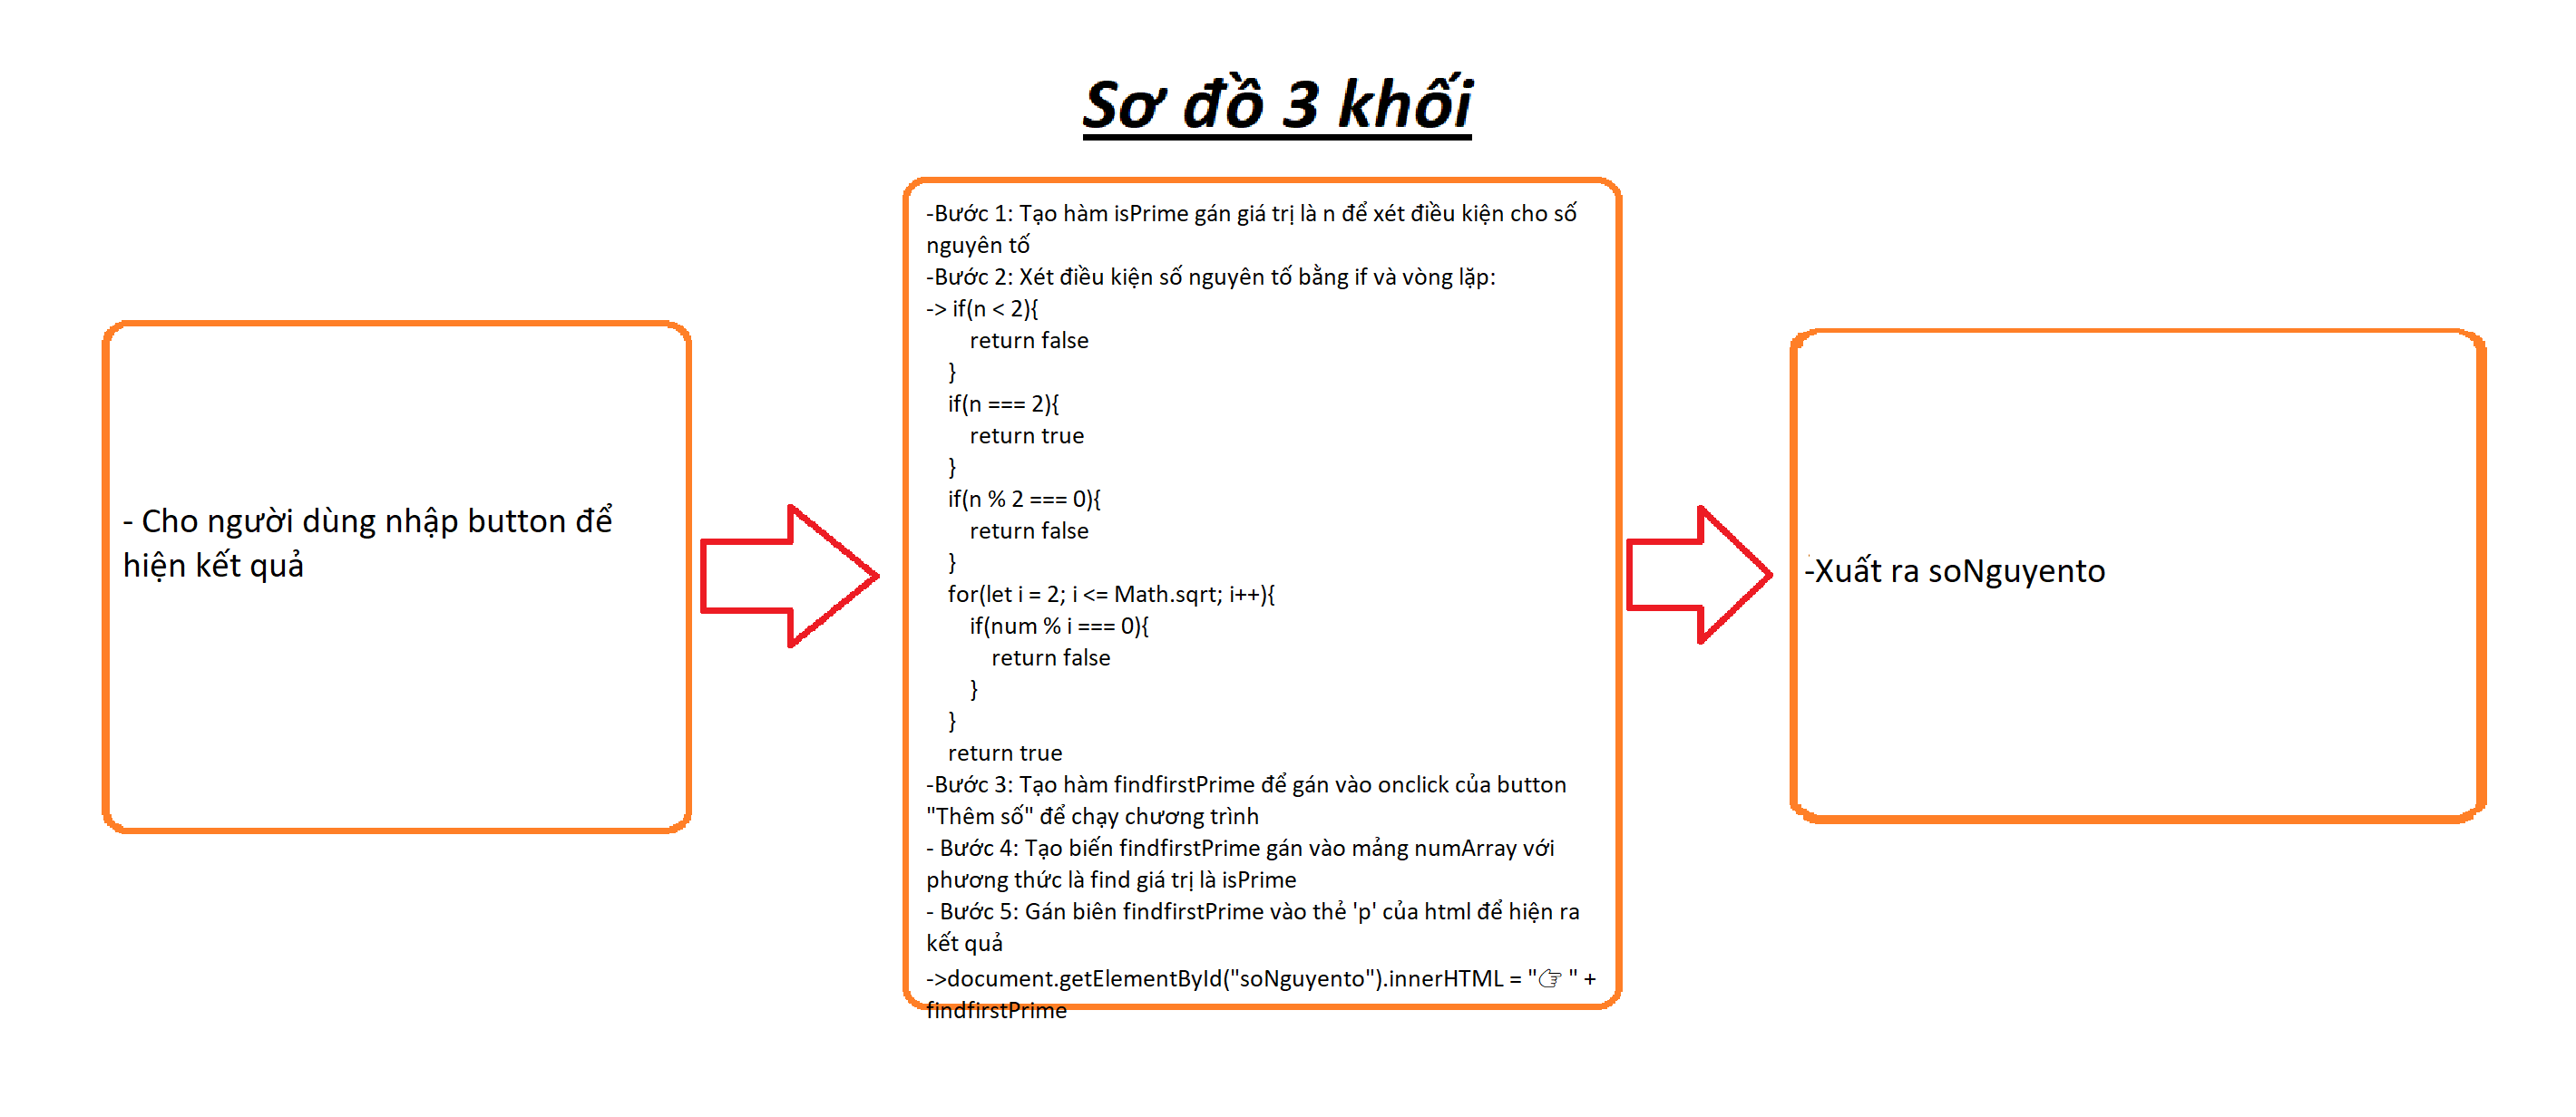 Sơ đồ 3 khối
- Cho người dùng nhập button để
hiện kết quả
-Bước 1: Tạo hàm isPrime gán giá trị là n để xét điều kiện cho số
nguyên tố
-Bước 2: Xét điều kiện số nguyên tố bằng if và vòng lặp:
-> if(n < 2){
return false
}
if(n === 2){
return true
}
if(n % 2 === 0){
return false
}
for(let i = 2; i <= Math.sqrt; i++){
if(num % i === 0){
return false
}
}
return true
-Bước 3: Tạo hàm findfirstPrime để gán vào onclick của button
"Thêm số" để chạy chương trình
- Bước 4: Tạo biến findfirstPrime gán vào mảng numArray với
phương thức là find giá trị là isPrime
- Bước 5: Gán biên findfirstPrime vào thẻ 'p' của html để hiện ra
kết quả
->document.getElementById("soNguyento").innerHTML = "👉 " +
findfirstPrime
-Xuất ra soNguyento